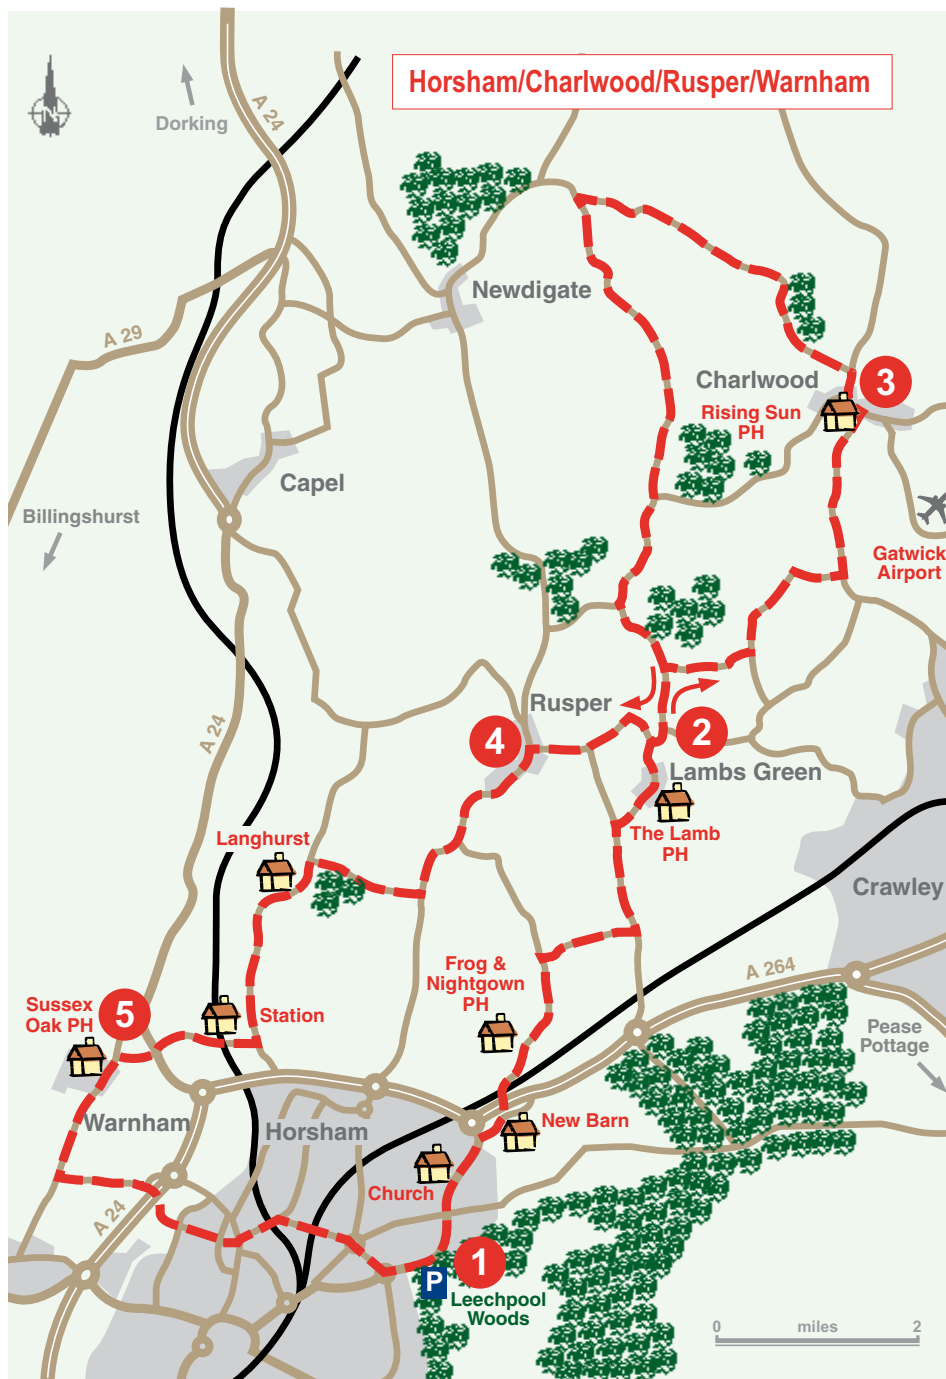 Horsham/Charlwood/Rusper/Warnham
N
A 24
Dorking
Newdigate
A 29
Charlwood
3
Rising Sun
PH
Capel
Billingshurst
Gatwick
Airport
Rusper
4
2
Lambs Green
A 24
The Lamb
PH
Langhurst
Crawley
Frog &
Nightgown
PH
A 264
Sussex
Oak PH
5
Station
Pease
Pottage
Warnham
Horsham
New Barn
Church
A 24
1
P
Leechpool
Woods
0 miles 2